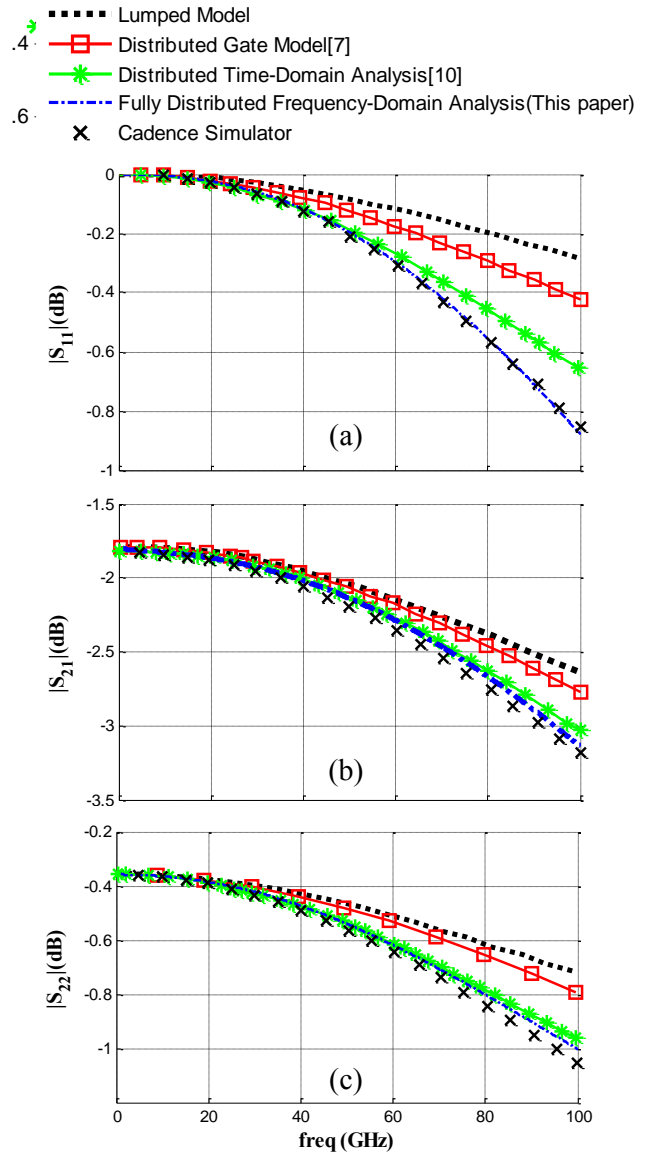 .4
.6
Lumped Model
Distributed Gate Model[7]
Distributed Time-Domain Analysis[10]
Fully Distributed Frequency-Domain Analysis(This paper)
Cadence Simulator
0
-0.2
-0.4
-0.6
-0.8
-1
|S11|(dB)
(a)
-1.5
-2
-2.5
-3
-3.5
|S21|(dB)
(b)
-0.2
-0.4
-0.6
-0.8
-1
|S22|(dB)
(c)
0 20 40 60 80 100
freq (GHz)